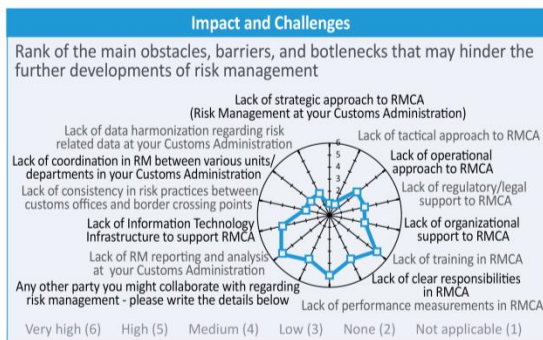 Impact and Challenges
Rank of the main obstacles, barriers, and botlenecks that may hinder the
further developments of risk management
Lack of strategic approach to RMCA
(Risk Management at your Customs Administration)
Lack of tactical approach to RMCA
Lack of operational
approach to RMCA
Lack of regulatory/legal
support to RMCA
Lack of organizational
support to RMCA
Lack of training in RMCA
Lack of clear responsibilities
in RMCA
Lack of performance measurements in RMCA
Any other party you might collaborate with regarding
risk management - please write the details below
Lack of RM reporting and analysis
at your Customs Administration
Lack of Information Technology
Infrastructure to support RMCA
Lack of consistency in risk practices between
customs offices and border crossing points
Lack of coordination in RM between various units/
departments in your Customs Administration
Lack of data harmonization regarding risk
related data at your Customs Administration
6
5
4
3
2
1
Very high (6) High (5) Medium (4) Low (3) None (2) Not applicable (1)